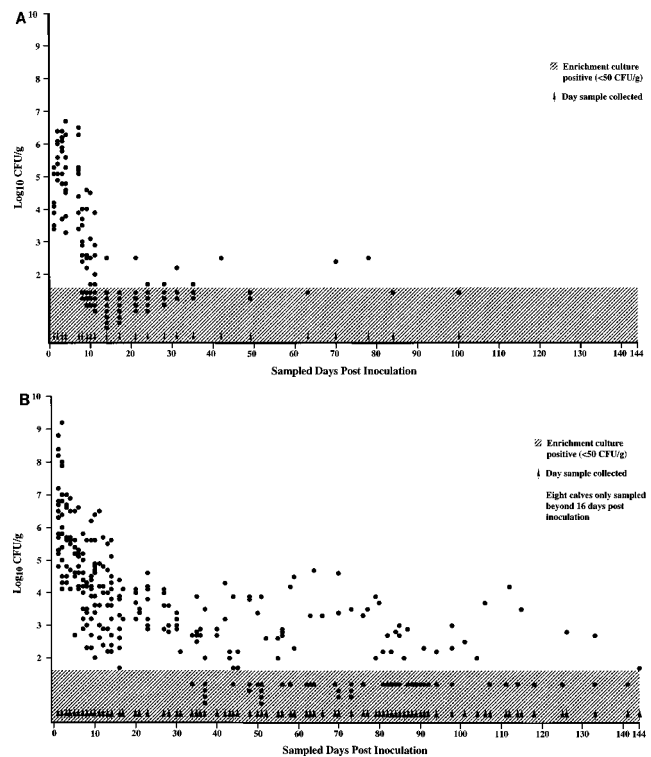 A
10
9
8
7
6
5
4
3
2
Log10 CFU/g
Enrichment culture
positive (<50 CFU/g)
Day sample collected
0 10 20 30 40 50 60 70 80 90 100 110 120 130 140 144
Sampled Days Post Inoculation
B
10
9
8
7
6
5
4
3
2
Log10 CFU/g
Enrichment culture
positive (<50 CFU/g)
Day sample collected
Eight calves only sampled
beyond 16 days post
inoculation
0 10 20 30 40 50 60 70 80 90 100 110 120 130 140 144
Sampled Days Post Inoculation